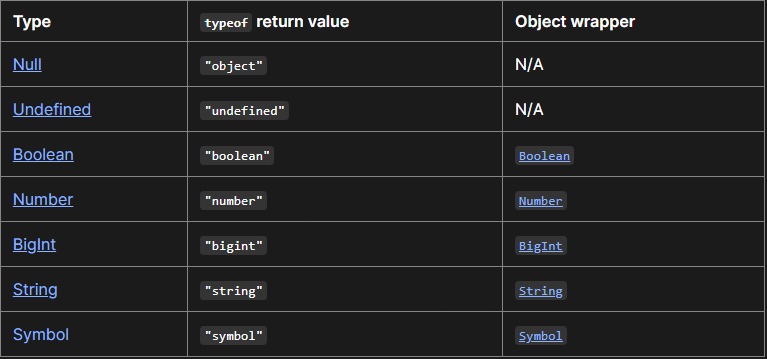 Type typeof return value Object wrapper
Null "object" N/A
Undefined "undefined" N/A
Boolean "boolean" Boolean
Number "number" Number
BigInt "bigint" BigInt
String "string" String
Symbol "symbol" Symbol